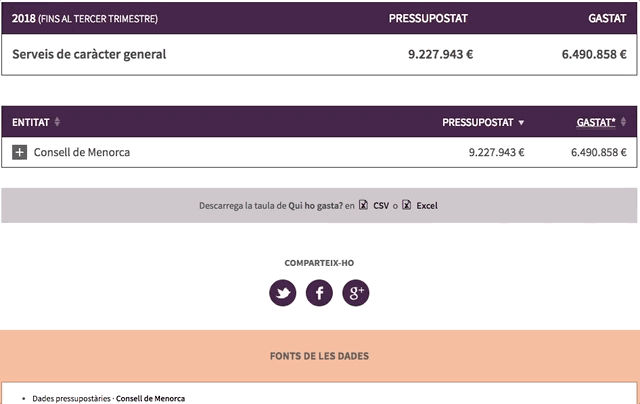 2018 (FINS AL TERCER TRIMESTRE) PRESSUPOSTAT GASTAT
Serveis de caràcter general 9.227.943 € 6.490.858 €
ENTITAT PRESSUPOSTAT GASTAT*
Consell de Menorca 9.227.943 € 6.490.858 €
Descarrega la taula de Qui ho gasta? en CSV o Excel
COMPARTEIX-HO
FONTS DE LES DADES
• Dades pressupostàries · Consell de Menorca